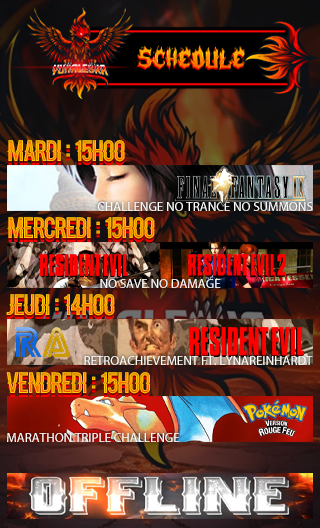 SCHEDULE
MARDI : 15H00
FINAL FANTASY IX
CHALLENGE NO TRANCE NO SUMMONS
MERCREDI : 15H00
RESIDENT EVIL
RESIDENT EVIL 2
NO SAVE NO DAMAGE
JEUDI : 14H00
RA
RESIDENT EVIL
RETROACHIEVEMENT FT. LYNAREINHARDT
VENDREDI : 15H00
POKéMON
VERSION
ROUGE FEU
MARATHON TRIPLE CHALLENGE
OFFLINE